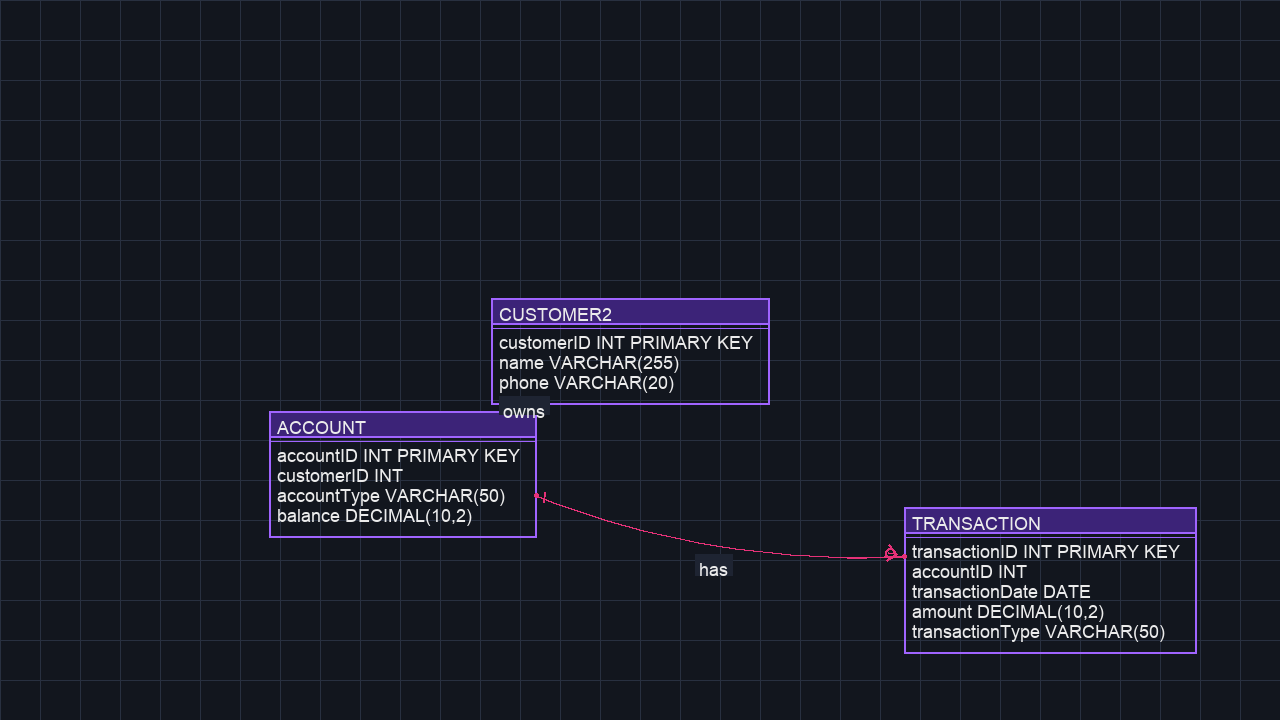 CUSTOMER2
customerID INT PRIMARY KEY
name VARCHAR(255)
phone VARCHAR(20)
owns
ACCOUNT
accountID INT PRIMARY KEY
customerID INT
accountType VARCHAR(50)
balance DECIMAL(10,2)
has
TRANSACTION
transactionID INT PRIMARY KEY
accountID INT
transactionDate DATE
amount DECIMAL(10,2)
transactionType VARCHAR(50)